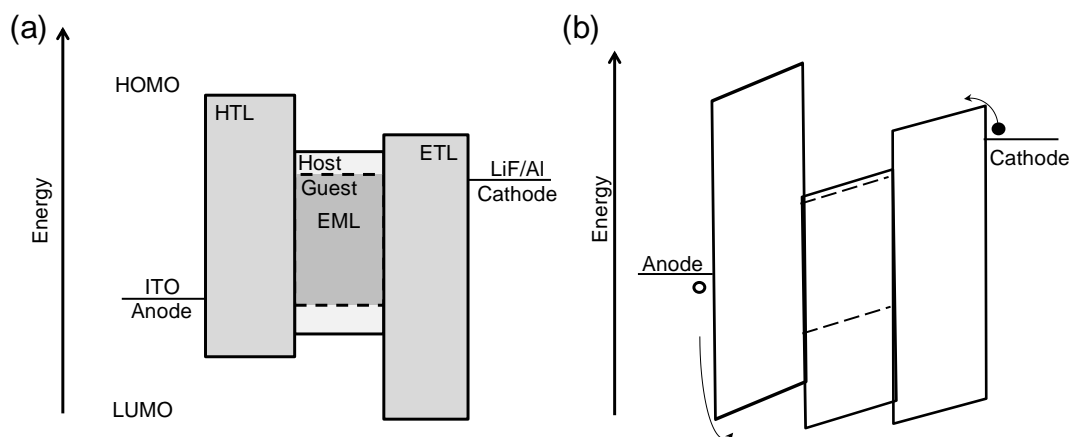 (a)
Energy
HOMO
LUMO
HTL
Host
Guest
EML
ETL
LiF/Al
Cathode
ITO
Anode
(b)
Energy
Anode
Cathode